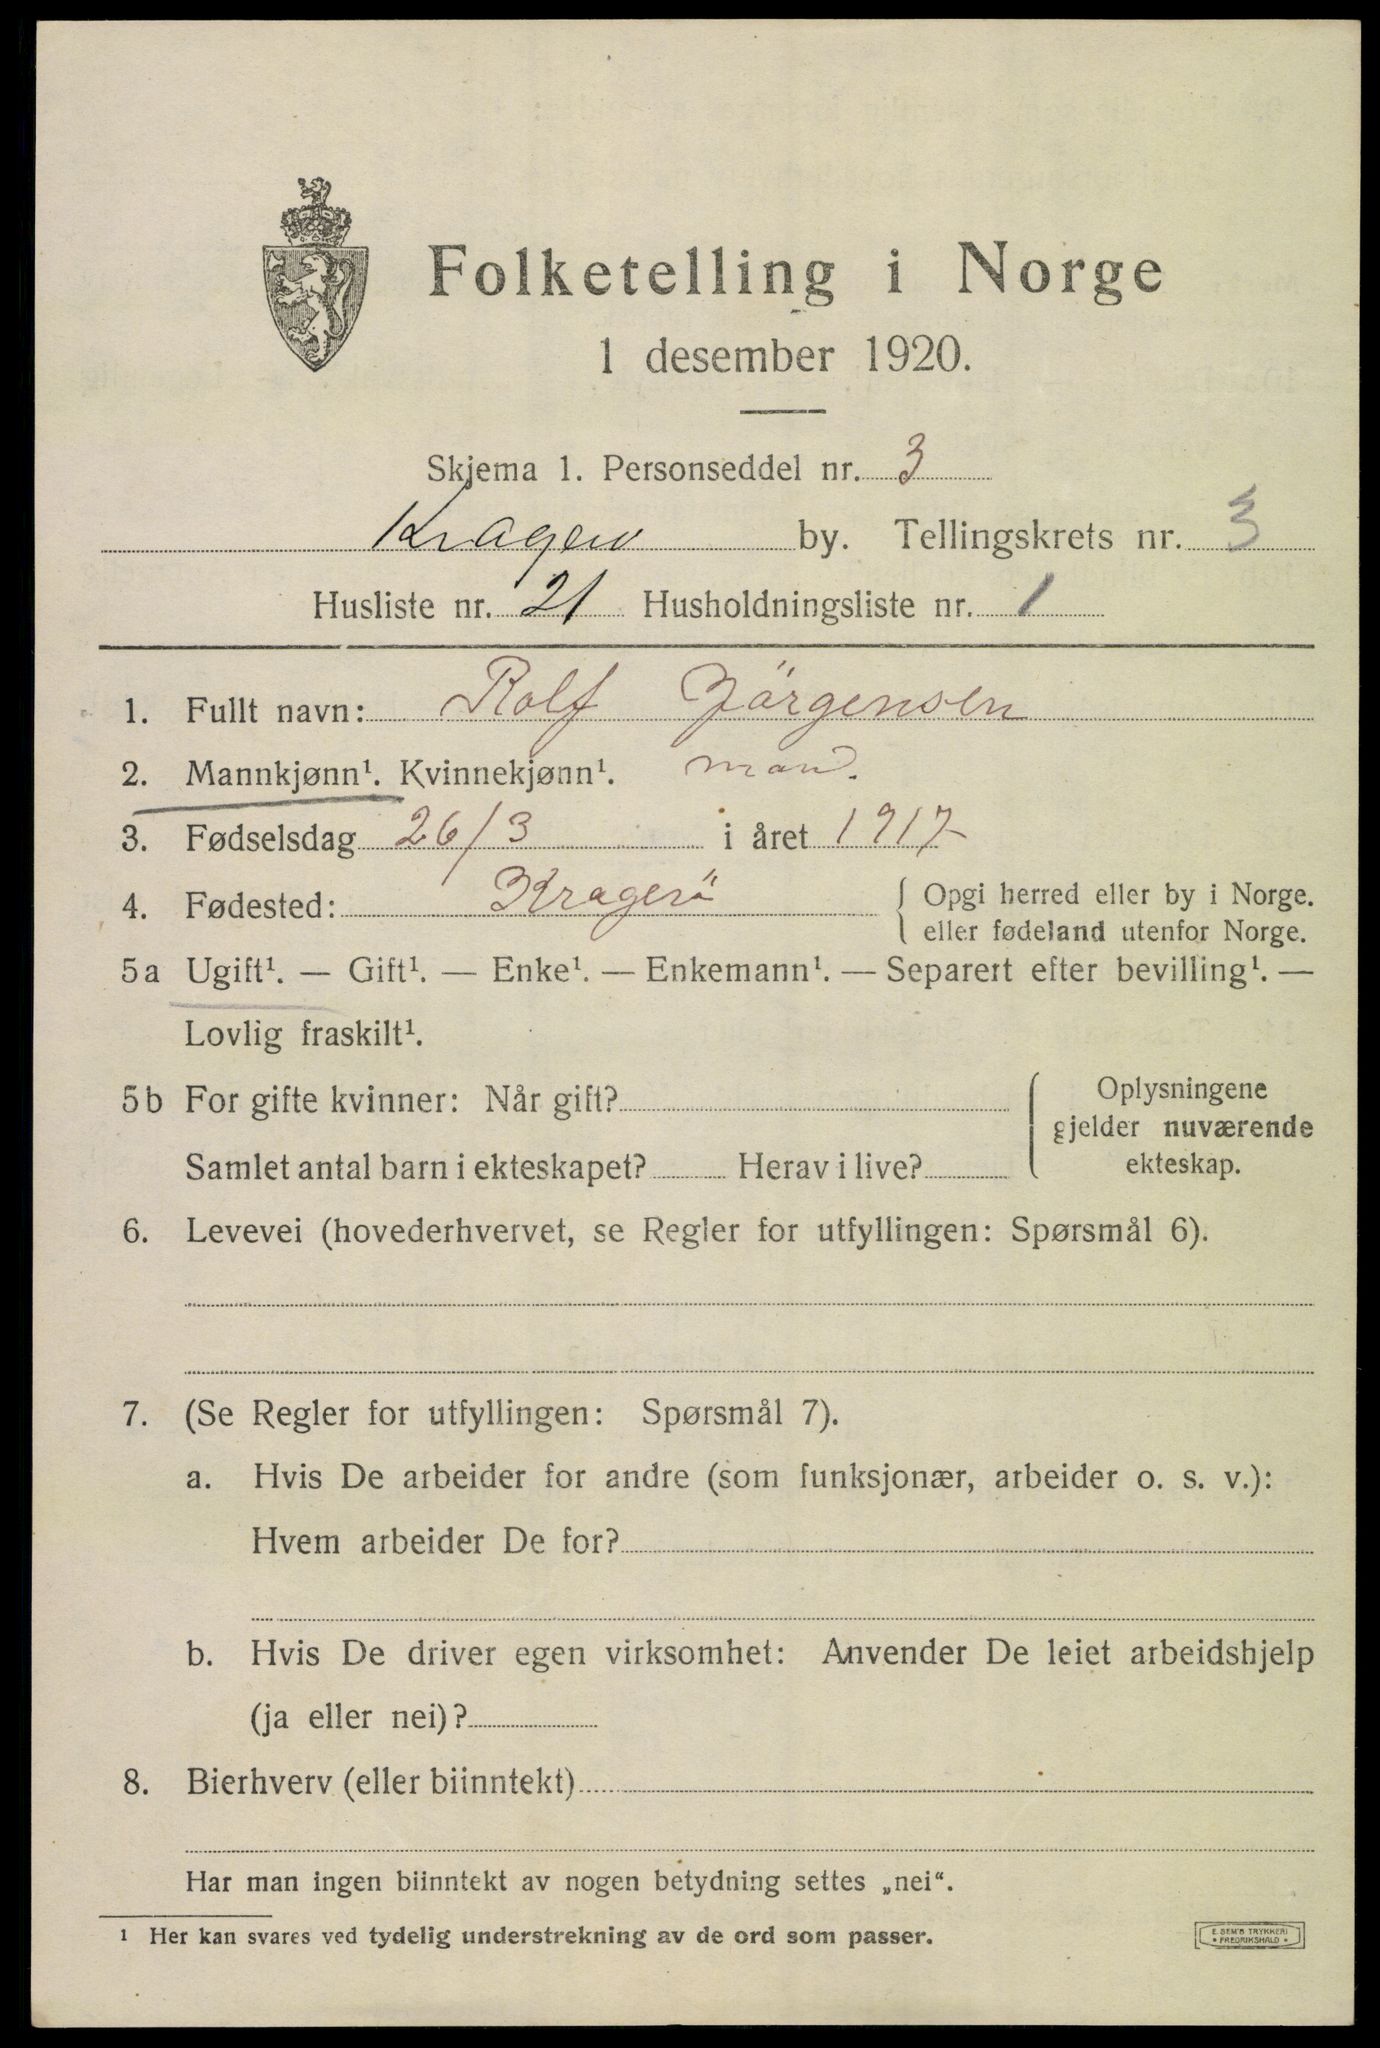 Folketelling i Norge
1 desember 1920.
Skjema 1. Personseddel nr. 3
Kragerø by. Tellingskrets nr. 3
Husliste nr. 21 Husholdningsliste nr. 1
1. Fullt navn: Rolf Jörgensen
2. Mannkjønn¹. Kvinnekjønn¹. mand.
3. Fødselsdag 26/3 i året 1917
4. Fødested: Kragerö { Opgi herred eller by i Norge.
eller fødeland utenfor Norge.
5a Ugift¹. — Gift¹. — Enke¹. — Enkemann¹. — Separert efter bevilling¹. —
Lovlig fraskilt¹.
5b For gifte kvinner: Når gift?
Samlet antal barn i ekteskapet? Herav i live?
Oplysningene
gjelder nuværende
ekteskap.
6. Levevei (hovederhvervet, se Regler for utfyllingen: Spørsmål 6).
7. (Se Regler for utfyllingen: Spørsmål 7).
a. Hvis De arbeider for andre (som funksjonær, arbeider o. s. v.):
Hvem arbeider De for?
b. Hvis De driver egen virksomhet: Anvender De leiet arbeidshjelp
(ja eller nei)?
8. Bierhverv (eller biinntekt)
Har man ingen biinntekt av nogen betydning settes „nei“.
¹ Her kan svares ved tydelig understrekning av de ord som passer.
E. SEM'S TRYKKERI
• FREDRIKSHALD •